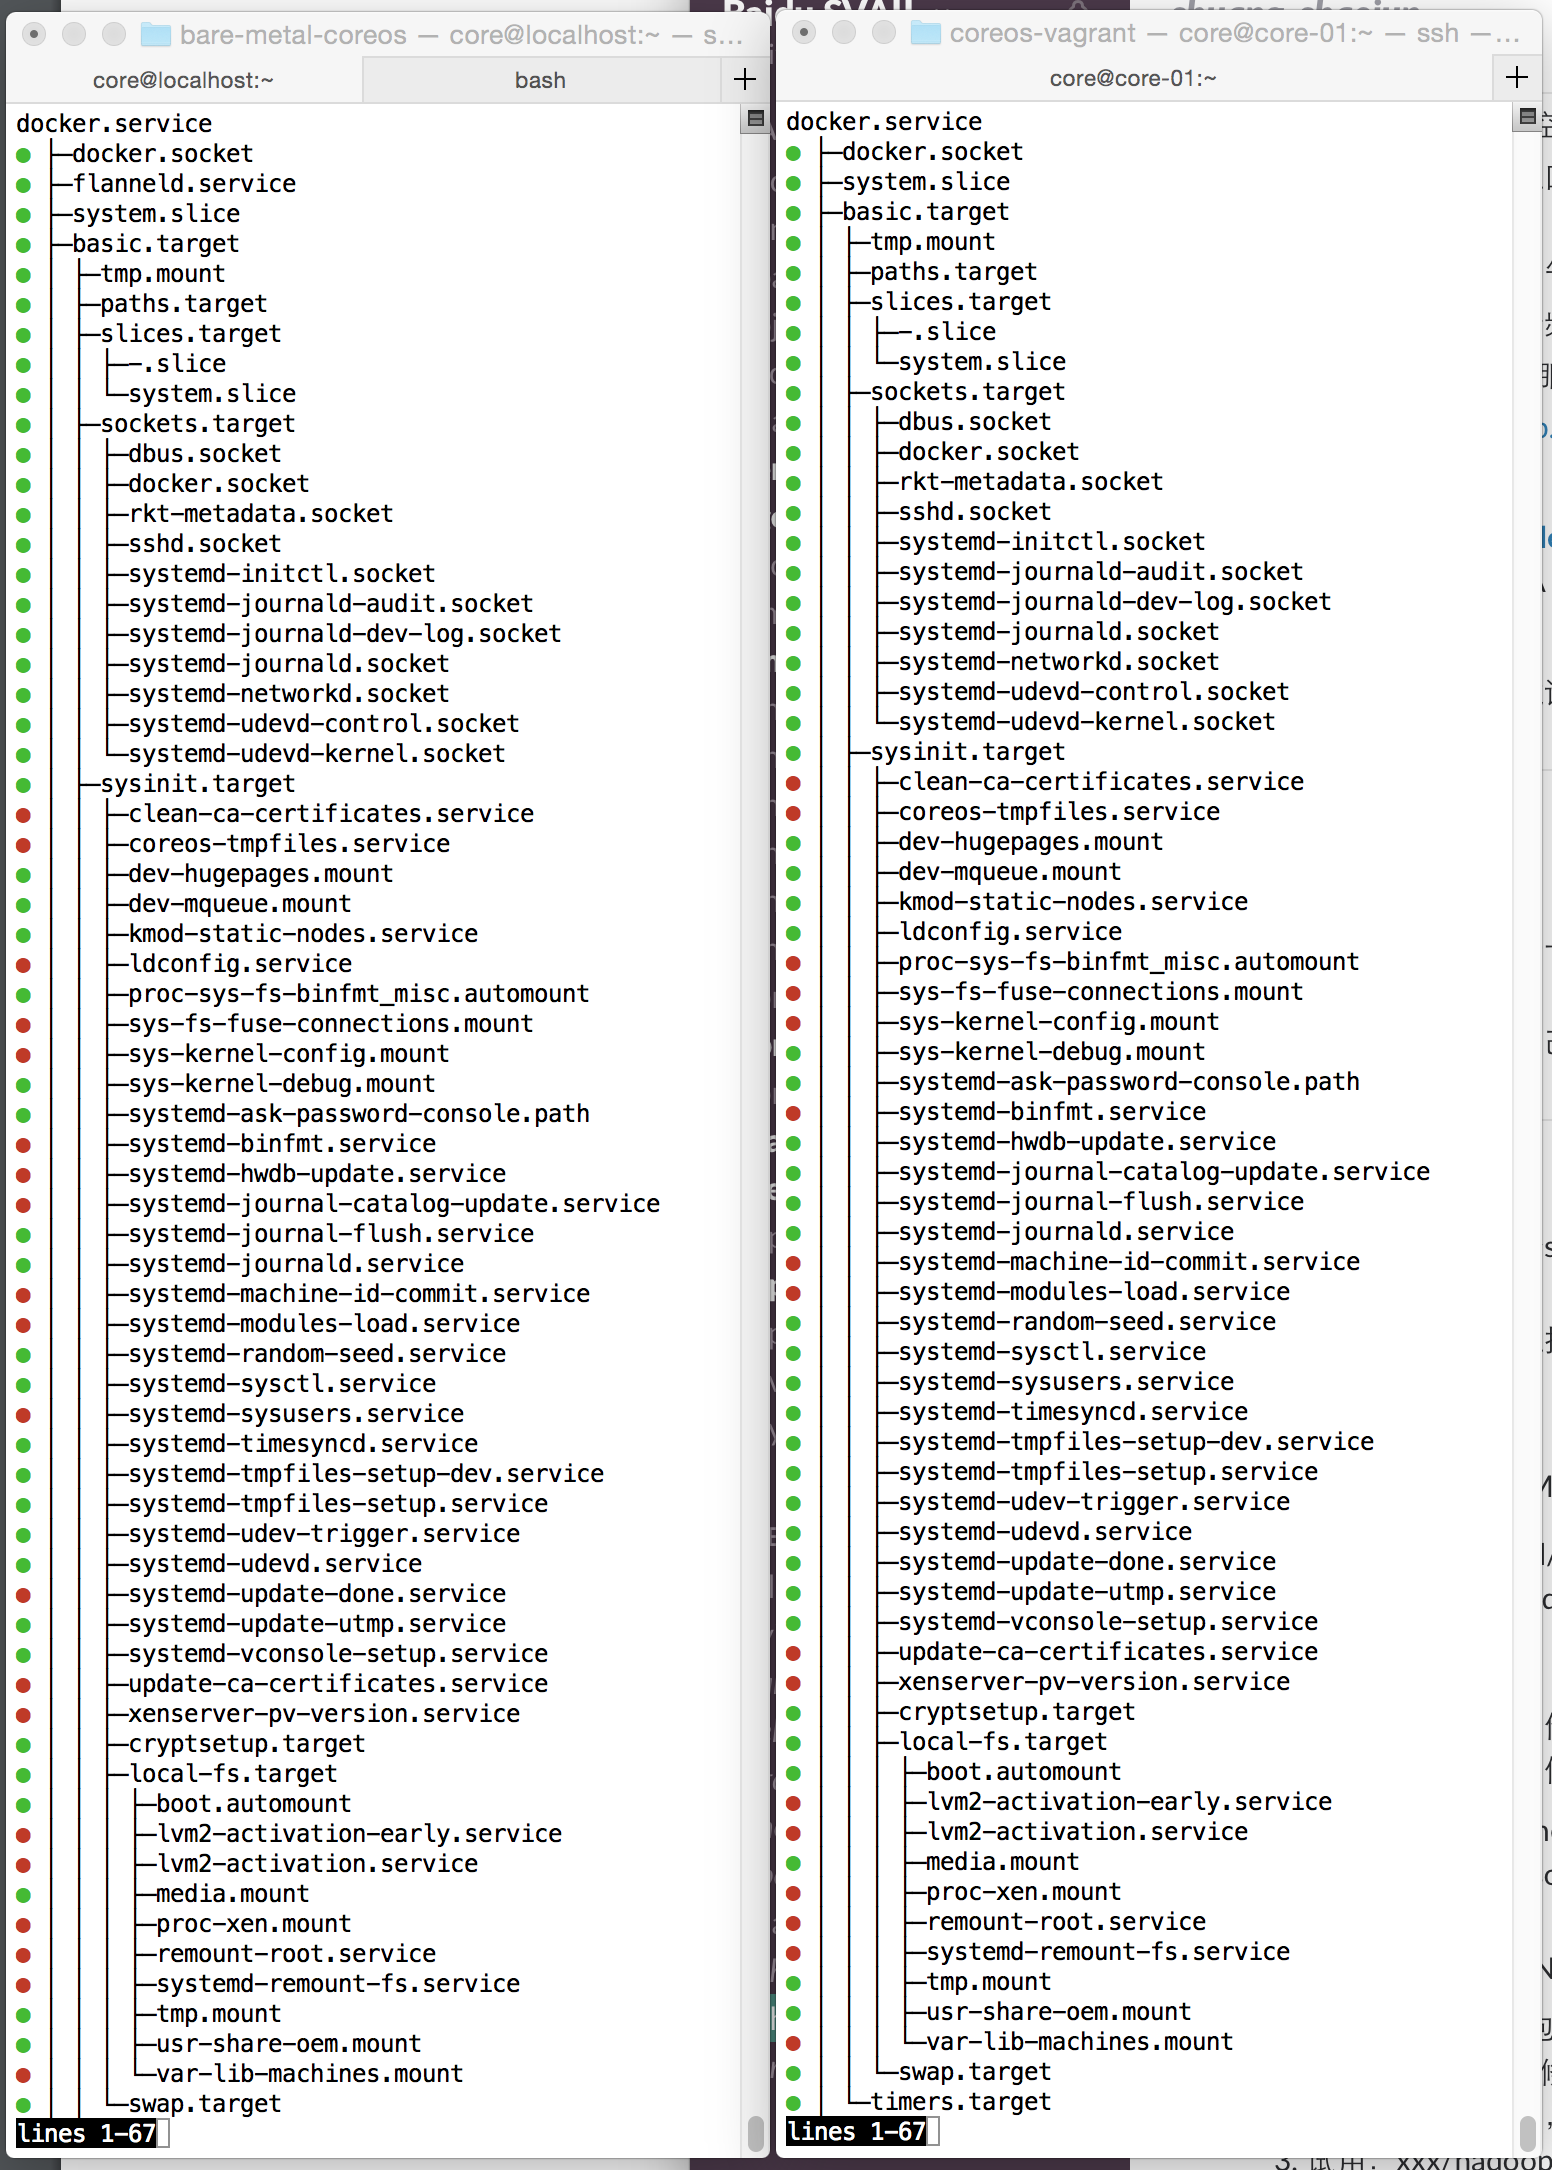 bare-metal-coreos — core@localhost:~ — s...
core@localhost:~
bash
+
docker.service
● ├─docker.socket
● ├─flanneld.service
● ├─system.slice
● ├─basic.target
● │ ├─tmp.mount
● │ ├─paths.target
● │ ├─slices.target
● │ │ ├─-.slice
● │ │ └─system.slice
● │ ├─sockets.target
● │ │ ├─dbus.socket
● │ │ ├─docker.socket
● │ │ ├─rkt-metadata.socket
● │ │ ├─sshd.socket
● │ │ ├─systemd-initctl.socket
● │ │ ├─systemd-journald-audit.socket
● │ │ ├─systemd-journald-dev-log.socket
● │ │ ├─systemd-journald.socket
● │ │ ├─systemd-networkd.socket
● │ │ ├─systemd-udevd-control.socket
● │ │ └─systemd-udevd-kernel.socket
● │ ├─sysinit.target
● │ │ ├─clean-ca-certificates.service
● │ │ ├─coreos-tmpfiles.service
● │ │ ├─dev-hugepages.mount
● │ │ ├─dev-mqueue.mount
● │ │ ├─kmod-static-nodes.service
● │ │ ├─ldconfig.service
● │ │ ├─proc-sys-fs-binfmt_misc.automount
● │ │ ├─sys-fs-fuse-connections.mount
● │ │ ├─sys-kernel-config.mount
● │ │ ├─sys-kernel-debug.mount
● │ │ ├─systemd-ask-password-console.path
● │ │ ├─systemd-binfmt.service
● │ │ ├─systemd-hwdb-update.service
● │ │ ├─systemd-journal-catalog-update.service
● │ │ ├─systemd-journal-flush.service
● │ │ ├─systemd-journald.service
● │ │ ├─systemd-machine-id-commit.service
● │ │ ├─systemd-modules-load.service
● │ │ ├─systemd-random-seed.service
● │ │ ├─systemd-sysctl.service
● │ │ ├─systemd-sysusers.service
● │ │ ├─systemd-timesyncd.service
● │ │ ├─systemd-tmpfiles-setup-dev.service
● │ │ ├─systemd-tmpfiles-setup.service
● │ │ ├─systemd-udev-trigger.service
● │ │ ├─systemd-udevd.service
● │ │ ├─systemd-update-done.service
● │ │ ├─systemd-update-utmp.service
● │ │ ├─systemd-vconsole-setup.service
● │ │ ├─update-ca-certificates.service
● │ │ ├─xenserver-pv-version.service
● │ │ ├─cryptsetup.target
● │ │ ├─local-fs.target
● │ │ │ ├─boot.automount
● │ │ │ ├─lvm2-activation-early.service
● │ │ │ ├─lvm2-activation.service
● │ │ │ ├─media.mount
● │ │ │ ├─proc-xen.mount
● │ │ │ ├─remount-root.service
● │ │ │ ├─systemd-remount-fs.service
● │ │ │ ├─tmp.mount
● │ │ │ ├─usr-share-oem.mount
● │ │ │ └─var-lib-machines.mount
● │ │ └─swap.target
lines 1-67
coreos-vagrant — core@core-01:~ — ssh —...
core@core-01:~
+
docker.service
● ├─docker.socket
● ├─system.slice
● ├─basic.target
● │ ├─tmp.mount
● │ ├─paths.target
● │ ├─slices.target
● │ │ ├─-.slice
● │ │ └─system.slice
● │ ├─sockets.target
● │ │ ├─dbus.socket
● │ │ ├─docker.socket
● │ │ ├─rkt-metadata.socket
● │ │ ├─sshd.socket
● │ │ ├─systemd-initctl.socket
● │ │ ├─systemd-journald-audit.socket
● │ │ ├─systemd-journald-dev-log.socket
● │ │ ├─systemd-journald.socket
● │ │ ├─systemd-networkd.socket
● │ │ ├─systemd-udevd-control.socket
● │ │ └─systemd-udevd-kernel.socket
● │ ├─sysinit.target
● │ │ ├─clean-ca-certificates.service
● │ │ ├─coreos-tmpfiles.service
● │ │ ├─dev-hugepages.mount
● │ │ ├─dev-mqueue.mount
● │ │ ├─kmod-static-nodes.service
● │ │ ├─ldconfig.service
● │ │ ├─proc-sys-fs-binfmt_misc.automount
● │ │ ├─sys-fs-fuse-connections.mount
● │ │ ├─sys-kernel-config.mount
● │ │ ├─sys-kernel-debug.mount
● │ │ ├─systemd-ask-password-console.path
● │ │ ├─systemd-binfmt.service
● │ │ ├─systemd-hwdb-update.service
● │ │ ├─systemd-journal-catalog-update.service
● │ │ ├─systemd-journal-flush.service
● │ │ ├─systemd-journald.service
● │ │ ├─systemd-machine-id-commit.service
● │ │ ├─systemd-modules-load.service
● │ │ ├─systemd-random-seed.service
● │ │ ├─systemd-sysctl.service
● │ │ ├─systemd-sysusers.service
● │ │ ├─systemd-timesyncd.service
● │ │ ├─systemd-tmpfiles-setup-dev.service
● │ │ ├─systemd-tmpfiles-setup.service
● │ │ ├─systemd-udev-trigger.service
● │ │ ├─systemd-udevd.service
● │ │ ├─systemd-update-done.service
● │ │ ├─systemd-update-utmp.service
● │ │ ├─systemd-vconsole-setup.service
● │ │ ├─update-ca-certificates.service
● │ │ ├─xenserver-pv-version.service
● │ │ ├─cryptsetup.target
● │ │ ├─local-fs.target
● │ │ │ ├─boot.automount
● │ │ │ ├─lvm2-activation-early.service
● │ │ │ ├─lvm2-activation.service
● │ │ │ ├─media.mount
● │ │ │ ├─proc-xen.mount
● │ │ │ ├─remount-root.service
● │ │ │ ├─systemd-remount-fs.service
● │ │ │ ├─tmp.mount
● │ │ │ ├─usr-share-oem.mount
● │ │ │ └─var-lib-machines.mount
● │ │ └─swap.target
● │ └─timers.target
lines 1-67